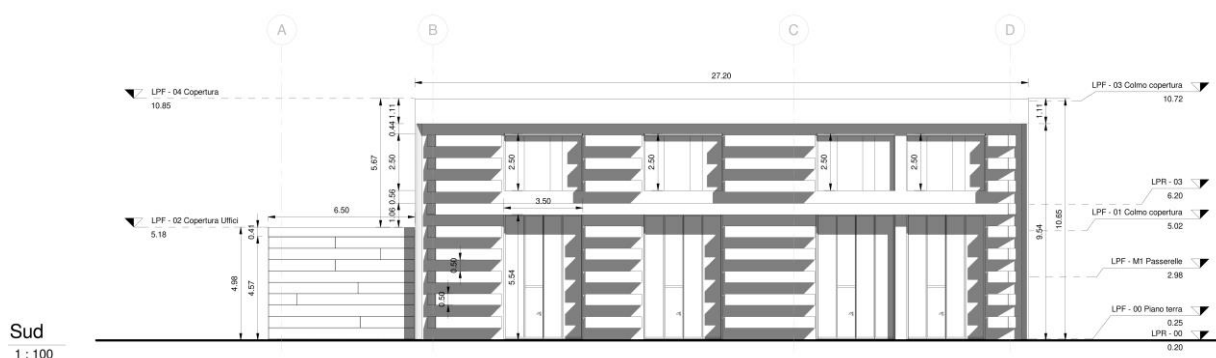 A
B
C
D
27.20
LPF - 04 Copertura
10.85
LPF - 03 Colmo copertura
10.72
1.11
1.11
0.44
5.67
2.50
2.50
2.50
2.50
2.50
0.56
1.06
3.50
LPR - 03
6.20
6.50
LPF - 02 Copertura Uffici
5.18
LPF - 01 Colmo copertura
5.02
9.54
10.65
0.41
0.50
0.50
5.54
4.98
4.57
LPF - M1 Passerelle
2.98
LPF - 00 Piano terra
0.25
LPR - 00
0.20
Sud
1 : 100